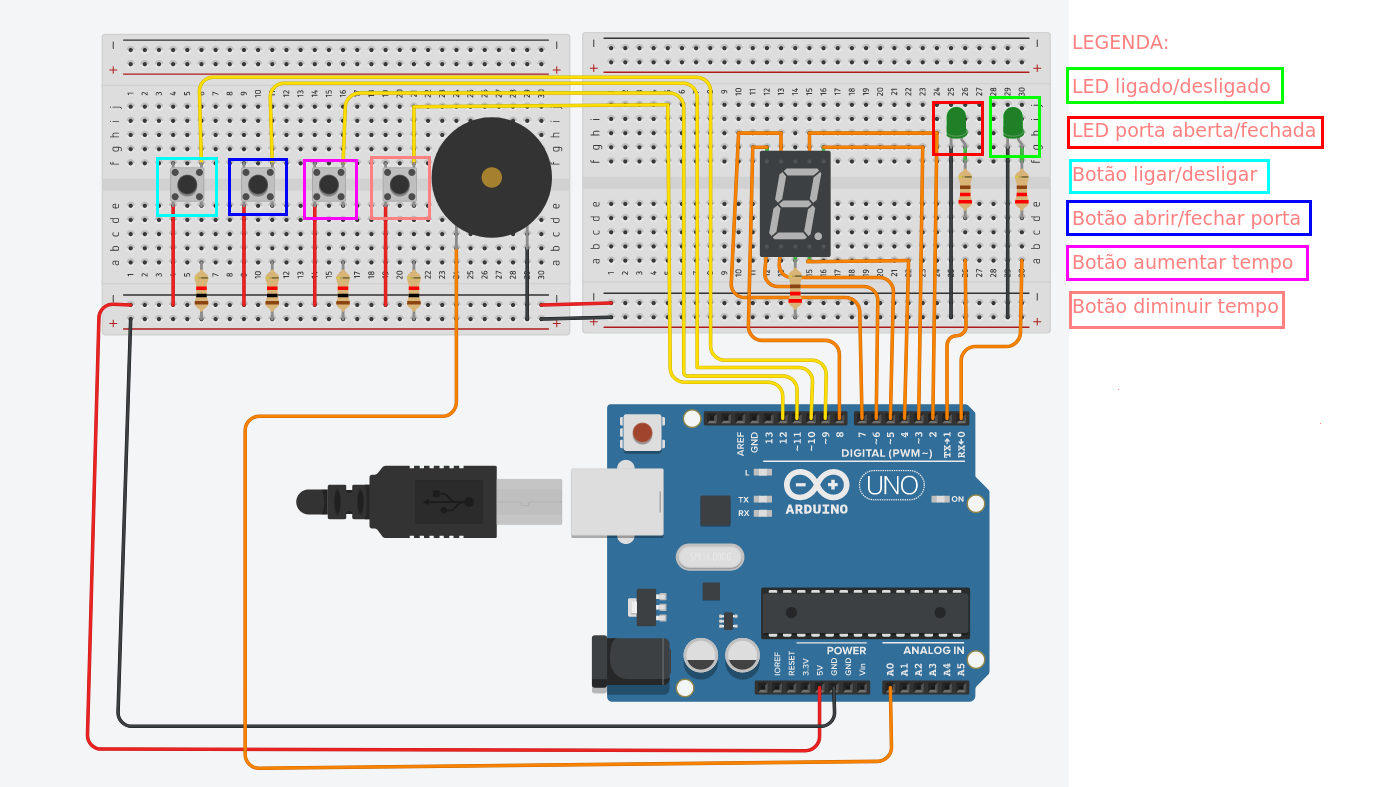 LEGENDA:
LED ligado/desligado
LED porta aberta/fechada
Botão ligar/desligar
Botão abrir/fechar porta
Botão aumentar tempo
Botão diminuir tempo
AREF
GND
13
12
~11
~10
~9
8
7
~6
~5
4
~3
2
TX→1
RX←0
DIGITAL (PWM~)
L
TX
RX
UNO
ON
ARDUINO
POWER
ANALOG IN
IOREF
RESET
3.3V
5V
GND
GND
Vin
A0
A1
A2
A3
A4
A5